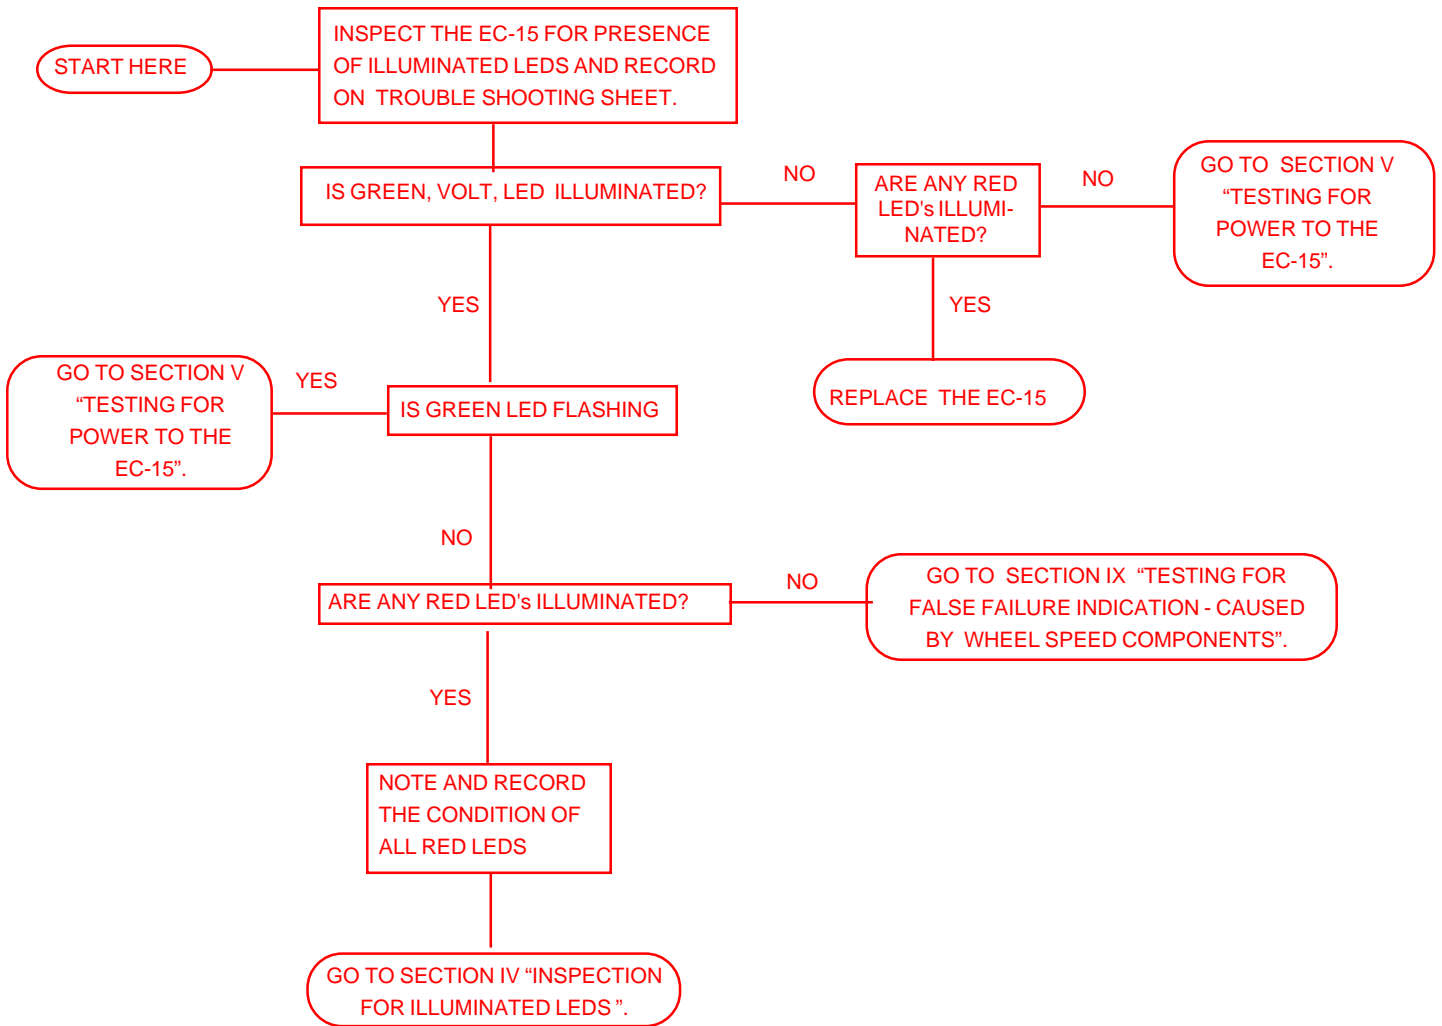 START HERE
INSPECT THE EC-15 FOR PRESENCE
OF ILLUMINATED LEDS AND RECORD
ON TROUBLE SHOOTING SHEET.
IS GREEN, VOLT, LED ILLUMINATED?
NO
ARE ANY RED
LED's ILLUMI-
NATED?
NO
GO TO SECTION V
“TESTING FOR
POWER TO THE
EC-15”.
YES
YES
REPLACE THE EC-15
GO TO SECTION V
“TESTING FOR
POWER TO THE
EC-15”.
YES
IS GREEN LED FLASHING
NO
ARE ANY RED LED's ILLUMINATED?
NO
GO TO SECTION IX “TESTING FOR
FALSE FAILURE INDICATION - CAUSED
BY WHEEL SPEED COMPONENTS”.
YES
NOTE AND RECORD
THE CONDITION OF
ALL RED LEDS
GO TO SECTION IV “INSPECTION
FOR ILLUMINATED LEDS ”.